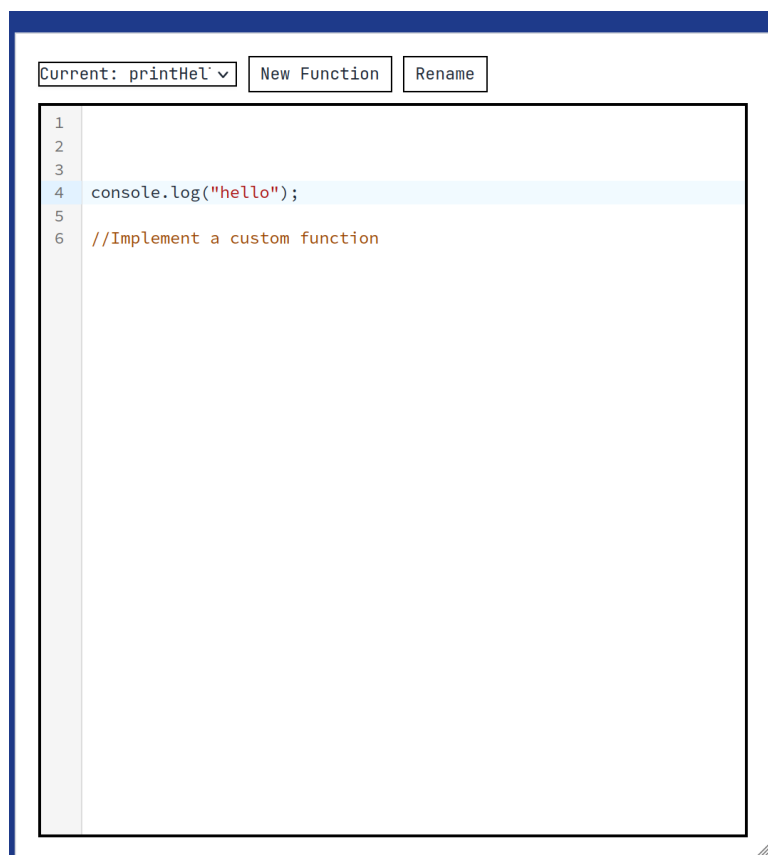 Current: printHel
New Function
Rename
1
2
3
4 console.log("hello");
5
6 //Implement a custom function